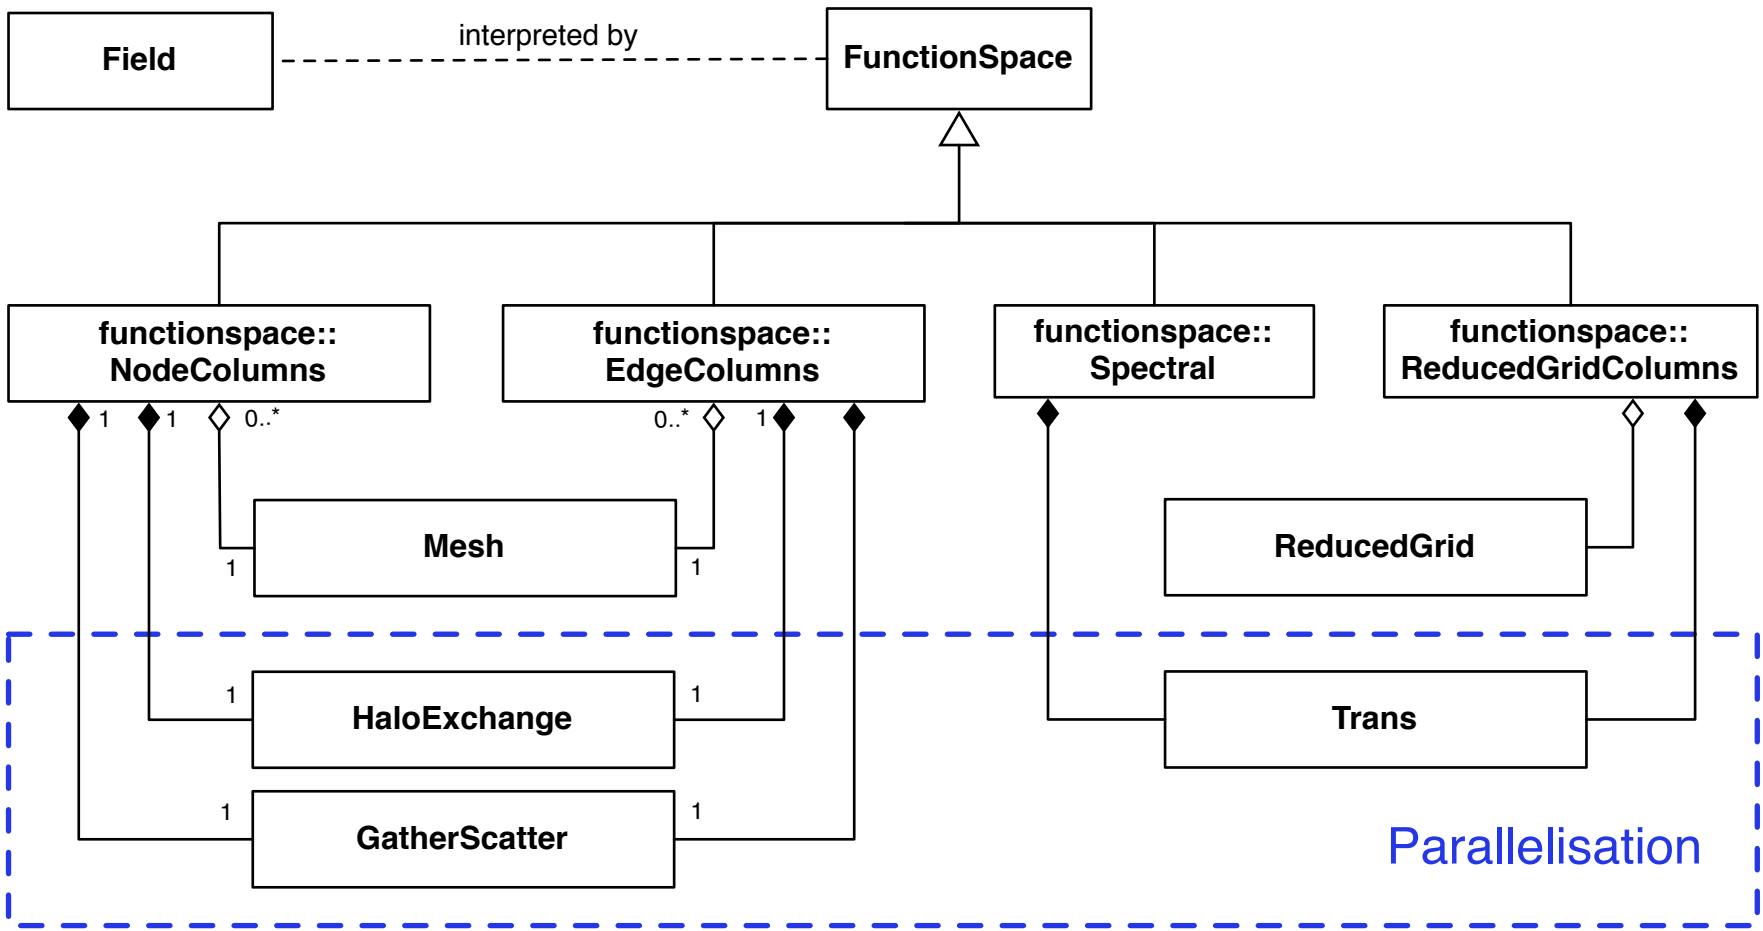 Field
interpreted by
FunctionSpace
functionspace::
NodeColumns
functionspace::
EdgeColumns
functionspace::
Spectral
functionspace::
ReducedGridColumns
1
1
0..*
0..*
1
Mesh
1
1
ReducedGrid
HaloExchange
1
1
Trans
GatherScatter
1
1
Parallelisation